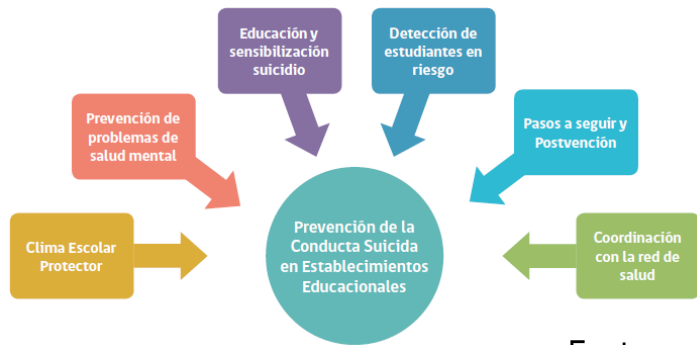 Educación y
sensibilización
suicidio
Detección de
estudiantes en
riesgo
Prevención de
problemas de
salud mental
Pasos a seguir y
Postvención
Clima Escolar
Protector
Prevención de la
Conducta Suicida
en Establecimientos
Educacionales
Coordinación
con la red de
salud